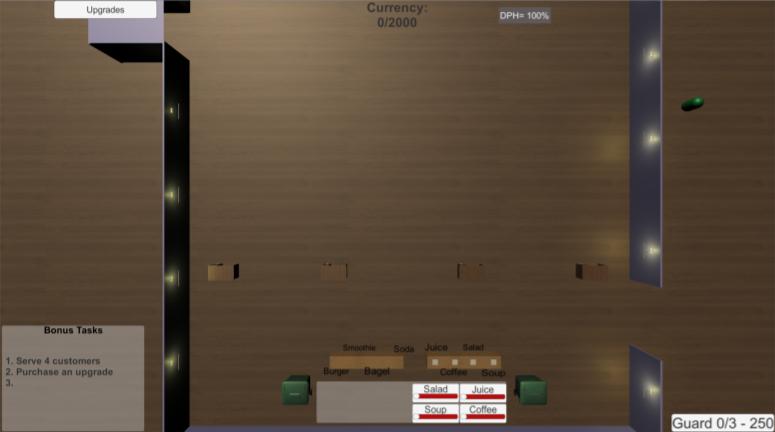 Upgrades
Currency:
0/2000
DPH= 100%
Bonus Tasks
1. Serve 4 customers
2. Purchase an upgrade
3.
Smoothie Soda Juice Salad
Burger Bagel Coffee Soup
Salad Juice
Soup Coffee
Guard 0/3 - 250